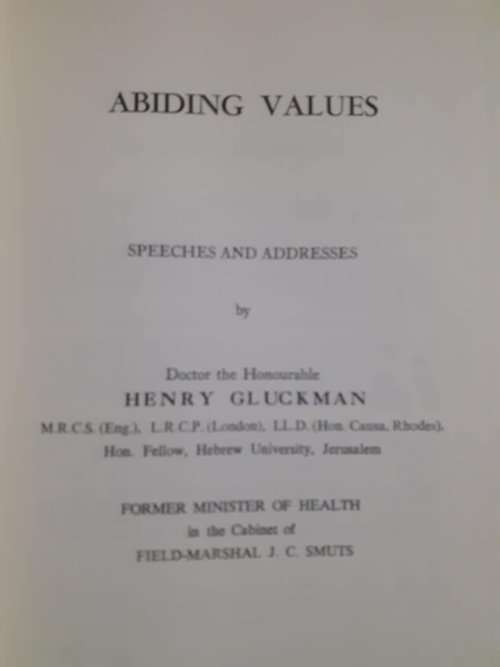 ABIDING VALUES
SPEECHES AND ADDRESSES
by
Doctor the Honourable
HENRY GLUCKMAN
M.R.C.S. (Eng.), L.R.C.P. (London), LL.D. (Hon. Causa, Rhodes),
Hon. Fellow, Hebrew University, Jerusalem
FORMER MINISTER OF HEALTH
in the Cabinet of
FIELD-MARSHAL J. C. SMUTS